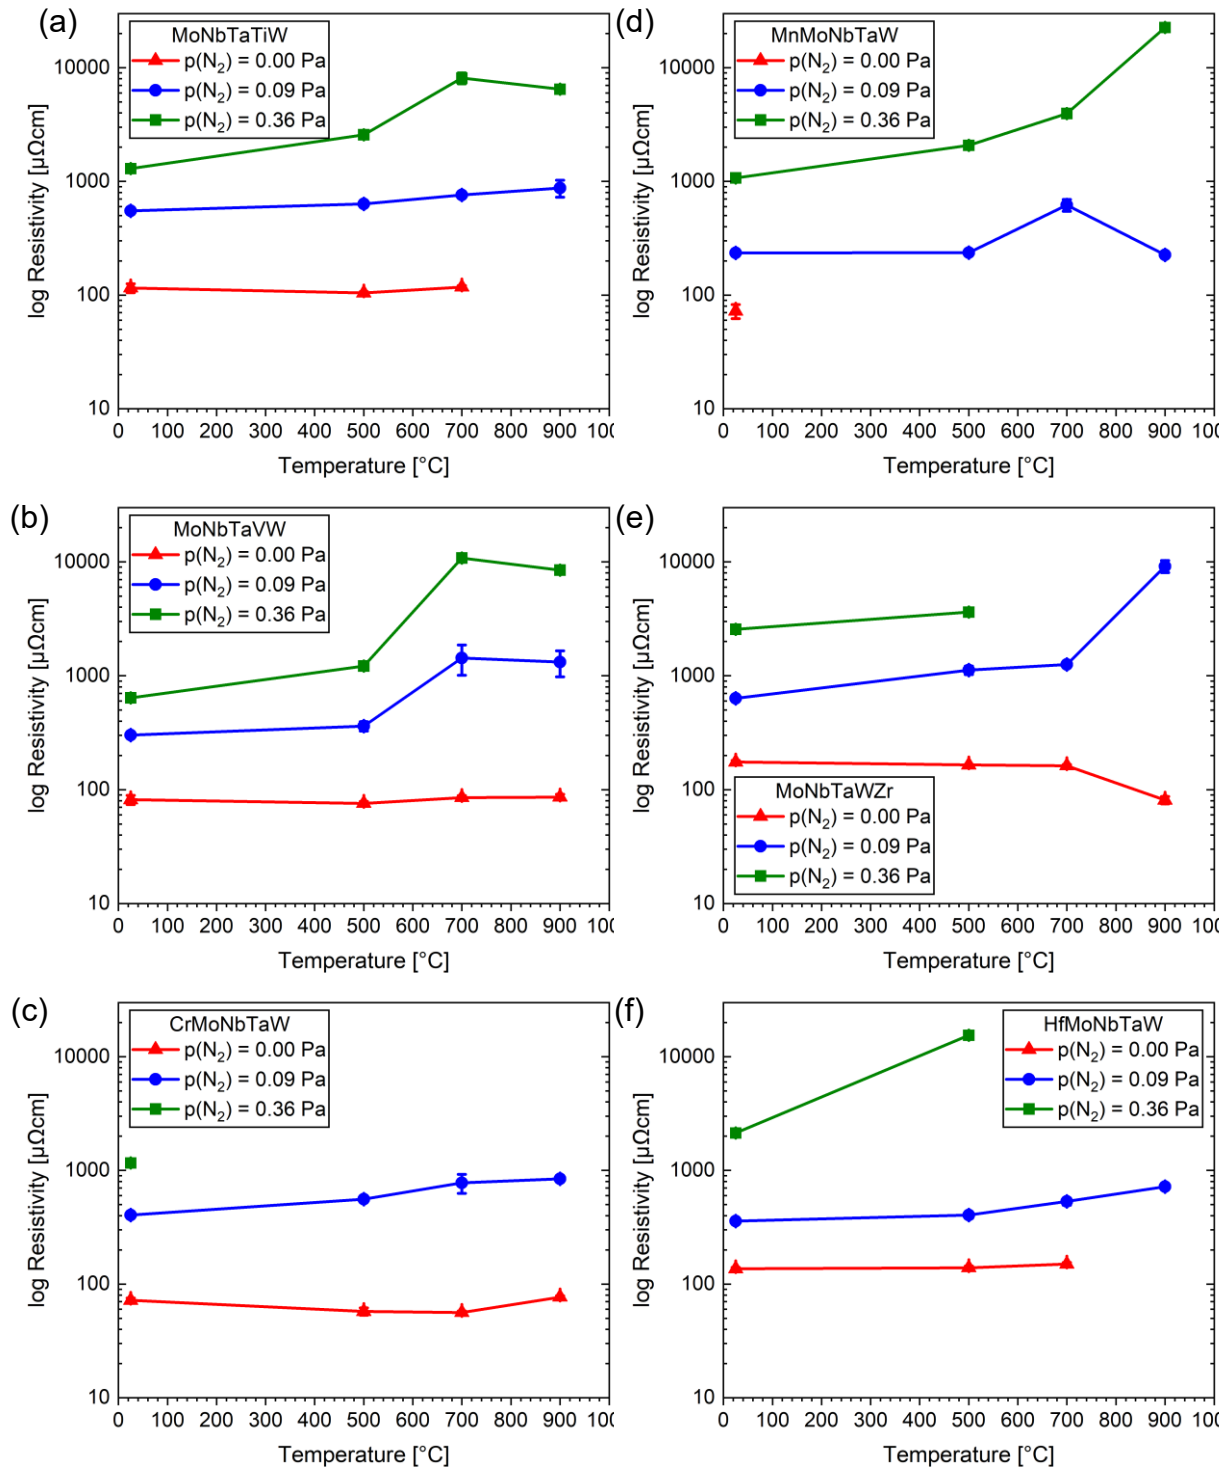 (a)
MoNbTaTiW
p(N₂) = 0.00 Pa
p(N₂) = 0.09 Pa
p(N₂) = 0.36 Pa
10000
1000
100
10
log Resistivity [µΩcm]
0 100 200 300 400 500 600 700 800 900 100
Temperature [°C]
(d)
MnMoNbTaW
p(N₂) = 0.00 Pa
p(N₂) = 0.09 Pa
p(N₂) = 0.36 Pa
10000
1000
100
10
log Resistivity [µΩcm]
0 100 200 300 400 500 600 700 800 900 100
Temperature [°C]
(b)
MoNbTaVW
p(N₂) = 0.00 Pa
p(N₂) = 0.09 Pa
p(N₂) = 0.36 Pa
10000
1000
100
10
log Resistivity [µΩcm]
0 100 200 300 400 500 600 700 800 900 100
Temperature [°C]
(e)
10000
1000
100
10
log Resistivity [µΩcm]
MoNbTaWZr
p(N₂) = 0.00 Pa
p(N₂) = 0.09 Pa
p(N₂) = 0.36 Pa
0 100 200 300 400 500 600 700 800 900 100
Temperature [°C]
(c)
CrMoNbTaW
p(N₂) = 0.00 Pa
p(N₂) = 0.09 Pa
p(N₂) = 0.36 Pa
10000
1000
100
10
log Resistivity [µΩcm]
0 100 200 300 400 500 600 700 800 900 100
Temperature [°C]
(f)
HfMoNbTaW
p(N₂) = 0.00 Pa
p(N₂) = 0.09 Pa
p(N₂) = 0.36 Pa
10000
1000
100
10
log Resistivity [µΩcm]
0 100 200 300 400 500 600 700 800 900 100
Temperature [°C]